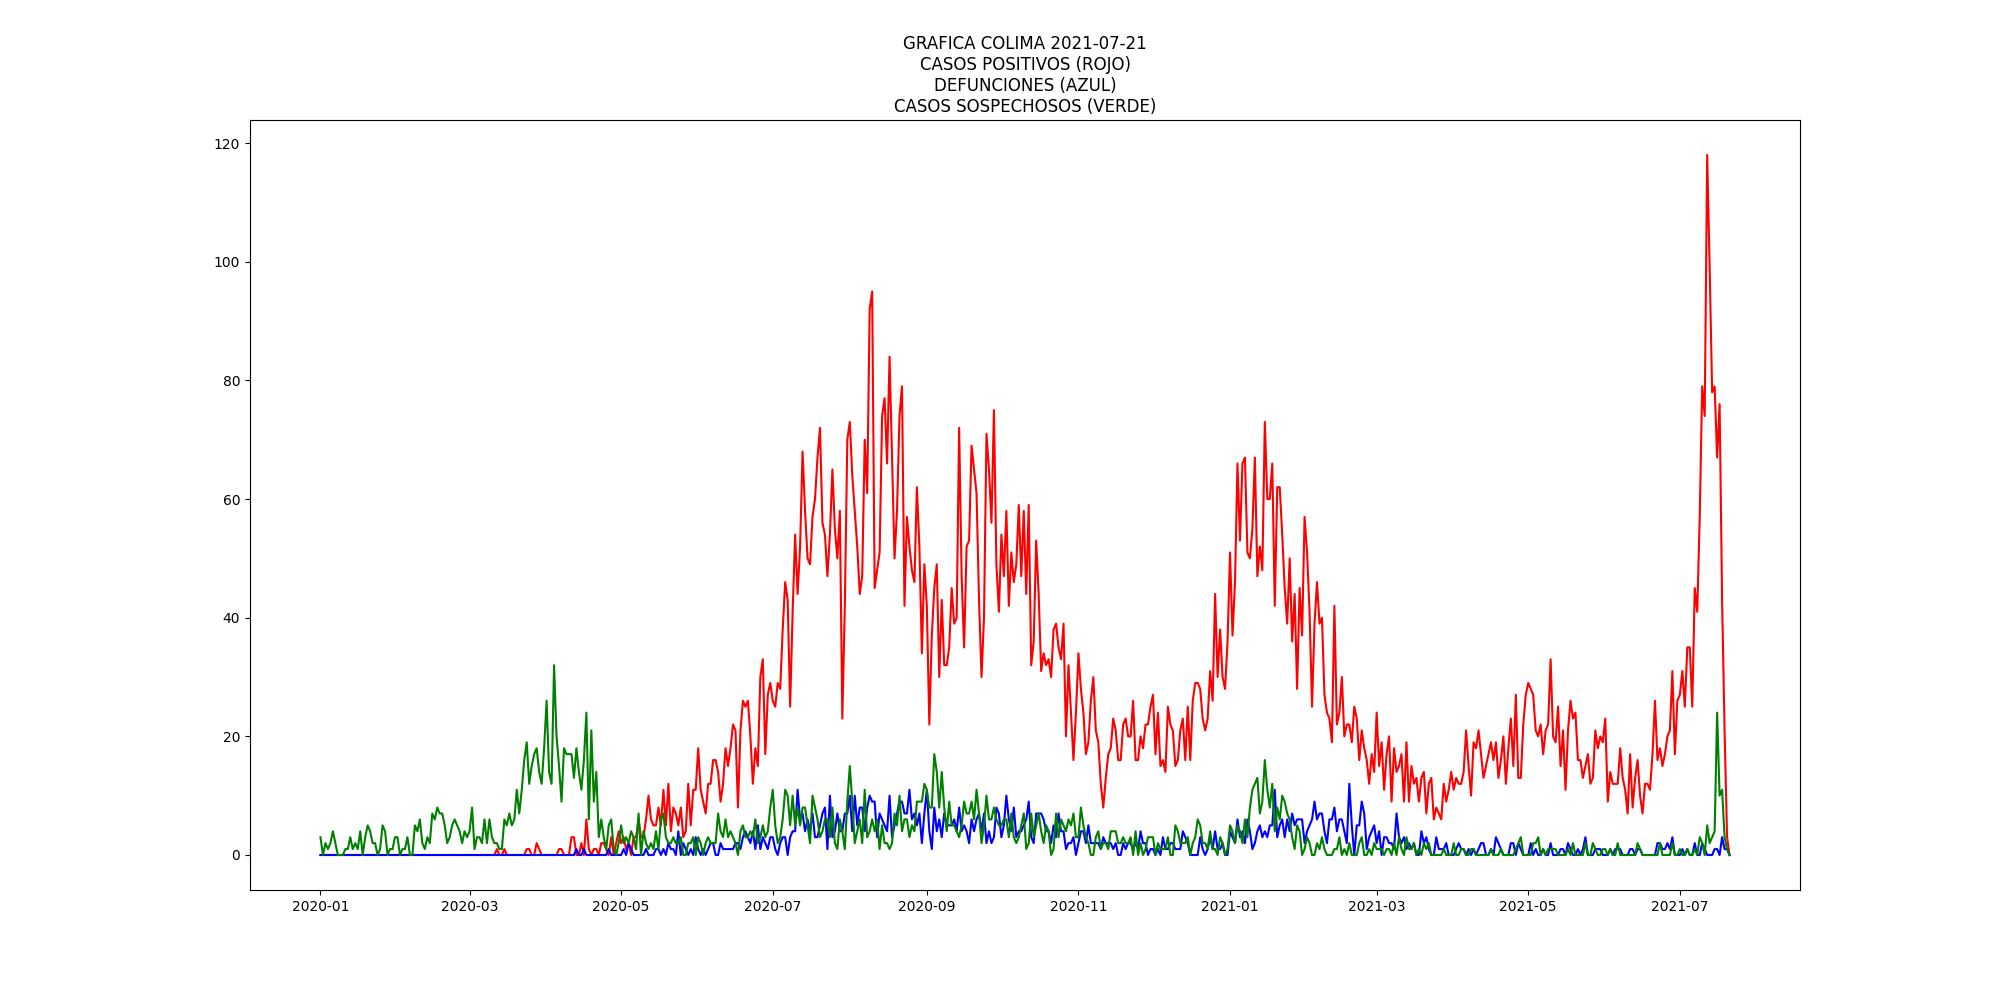 GRAFICA COLIMA 2021-07-21
CASOS POSITIVOS (ROJO)
DEFUNCIONES (AZUL)
CASOS SOSPECHOSOS (VERDE)
120
100
80
60
40
20
0
2020-01 2020-03 2020-05 2020-07 2020-09 2020-11 2021-01 2021-03 2021-05 2021-07